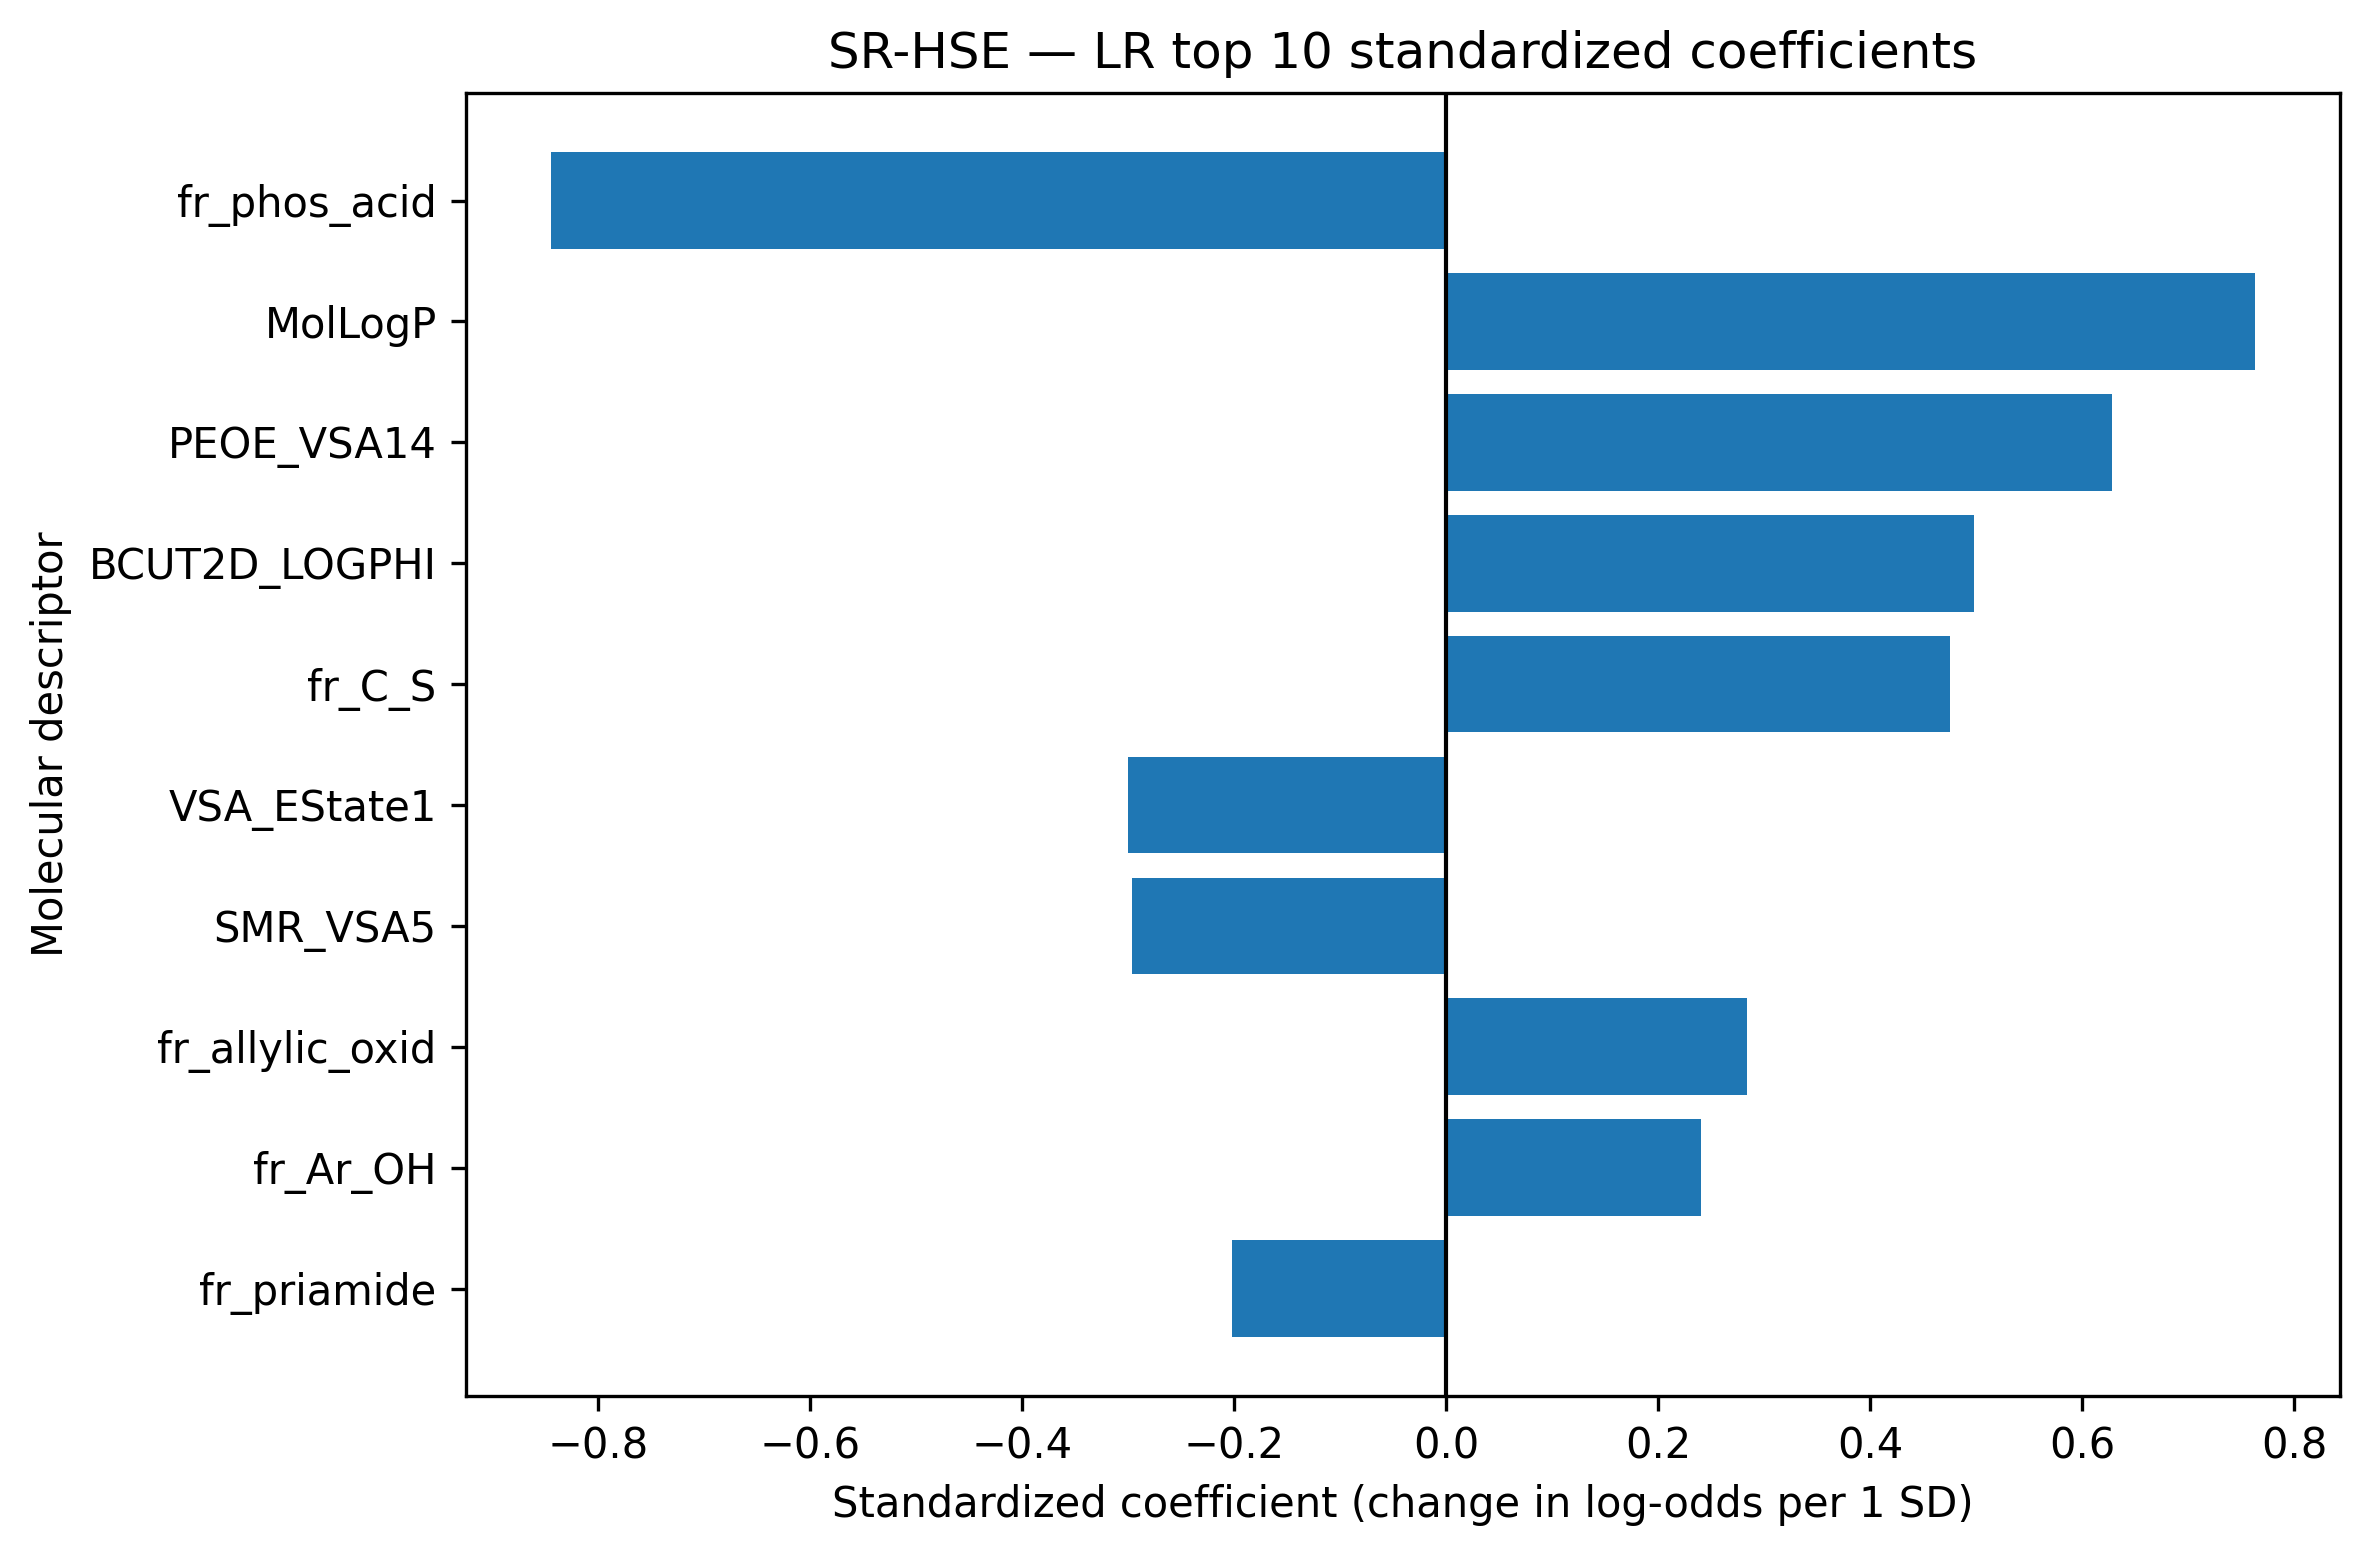 SR-HSE — LR top 10 standardized coefficients
Molecular descriptor
fr_phos_acid
MolLogP
PEOE_VSA14
BCUT2D_LOGPHI
fr_C_S
VSA_EState1
SMR_VSA5
fr_allylic_oxid
fr_Ar_OH
fr_priamide
−0.8 −0.6 −0.4 −0.2 0.0 0.2 0.4 0.6 0.8
Standardized coefficient (change in log-odds per 1 SD)